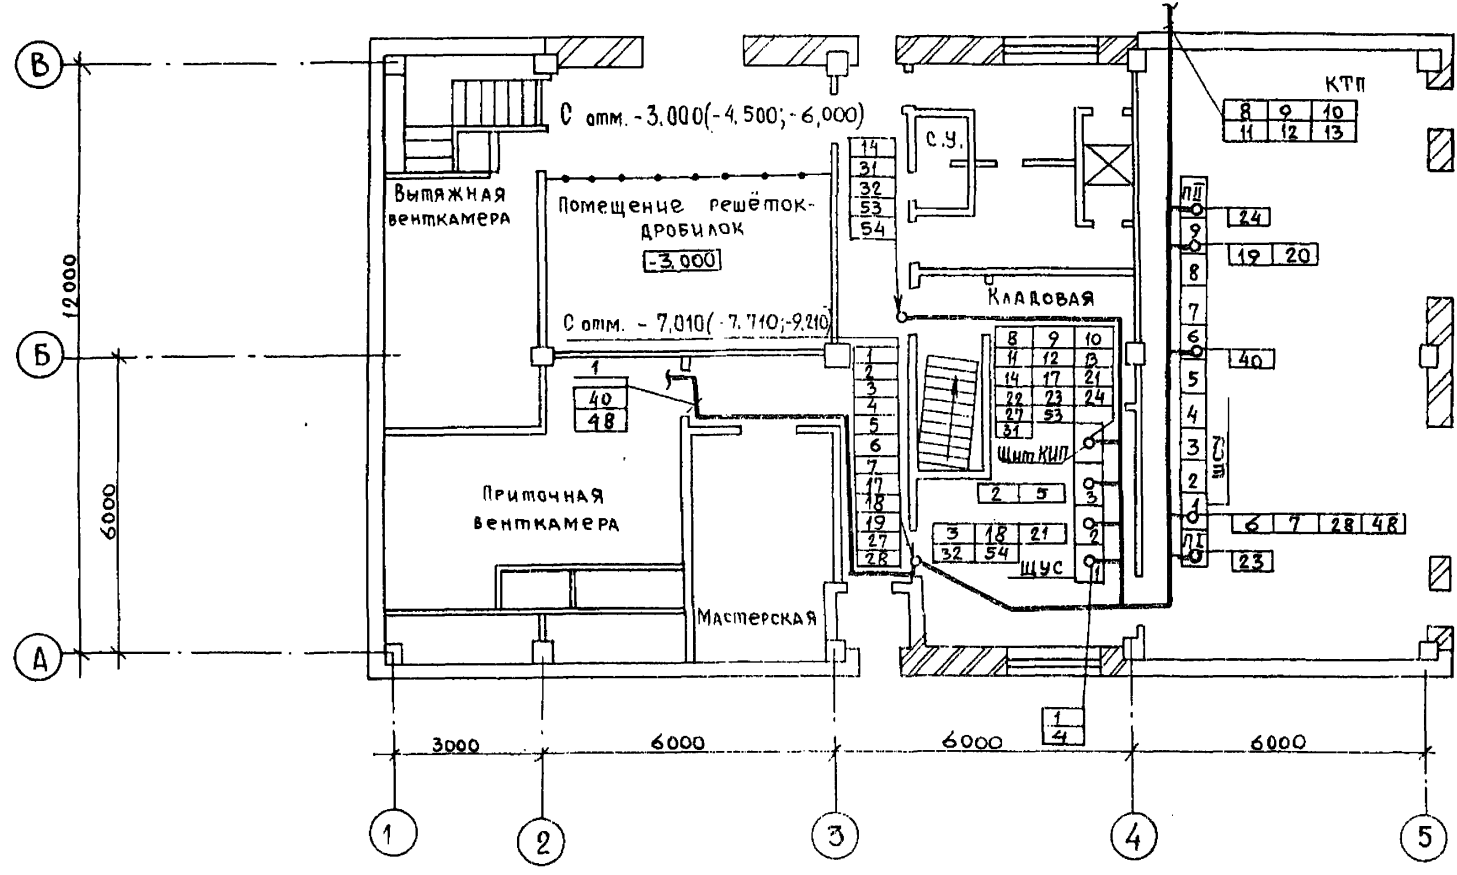 В
КТП
8 9 10
11 12 13
С отм. -3.000(-4.500;-6,000)
С.У.
14
31
32
53
54
Вытяжная
венткамера
Помещение решёток-
дробилок
-3.000
ПII
9
8
7
6
5
4
3
2
1
ПI
24
19 20
40
6 7 28 48
23
12000
Кладовая
С отм. - 7,010(-7.710;-9.210)
Б
8 9 10
11 12 13
14 17 21
22 23 24
27 53
31
1
40
48
1
2
3
4
5
6
7
17
18
19
27
28
Щит КИП
2 5
3
2
1
3 18 21
32 54
ЩУС
6000
Приточная
венткамера
Мастерская
А
1
4
3000 6000 6000 6000
1 2 3 4 5